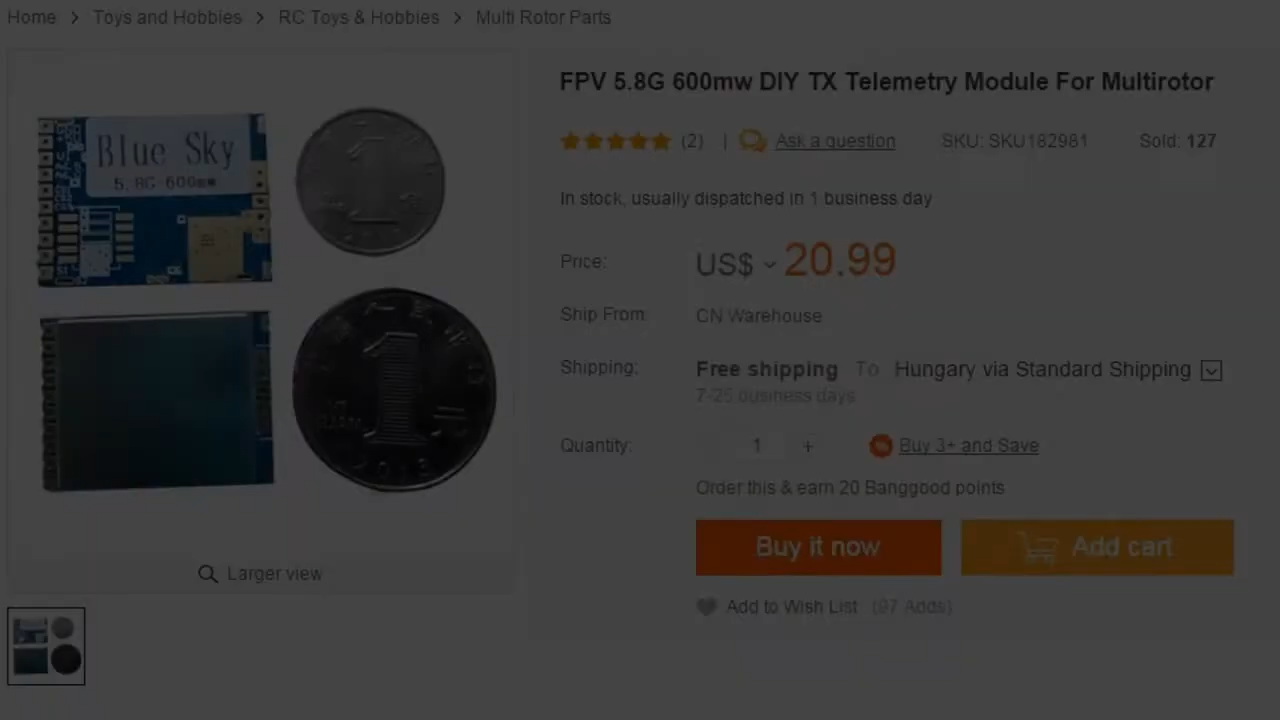 Home > Toys and Hobbies > RC Toys & Hobbies > Multi Rotor Parts
FPV 5.8G 600mw DIY TX Telemetry Module For Multirotor
(2) | Ask a question SKU: SKU182981 Sold: 127
In stock, usually dispatched in 1 business day
Price: US$ 20.99
Ship From: CN Warehouse
Shipping: Free shipping To Hungary via Standard Shipping
7-25 business days
Quantity: 1 + Buy 3+ and Save
Order this & earn 20 Banggood points
Buy it now Add cart
Add to Wish List (97 Adds)
Blue Sky
5.8G-600mw
1
1
Larger view